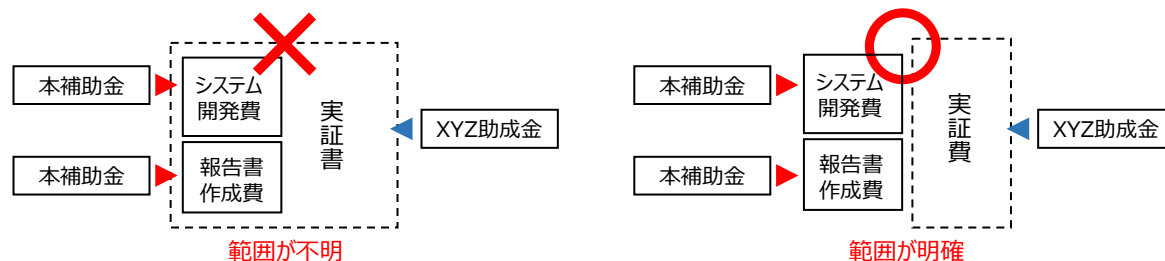 本補助金
システム
開発費
実証書
XYZ助成金
本補助金
報告書
作成費
範囲が不明
本補助金
システム
開発費
実証費
XYZ助成金
本補助金
報告書
作成費
範囲が明確